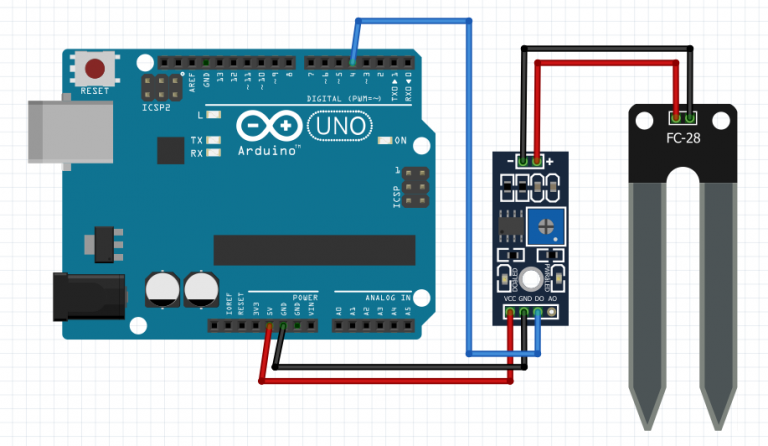 RESET
ICSP2
AREF
GND
13
12
~11
~10
~9
8
7
~6
~5
4
~3
2
TX0▶1
RX0◀0
DIGITAL (PWM=~)
L
TX
RX
UNO
ON
Arduino™
1
ICSP
IOREF
RESET
3V3
5V
GND
GND
VIN
POWER
ANALOG IN
A0
A1
A2
A3
A4
A5
- +
VCC GND DO AO
FC-28